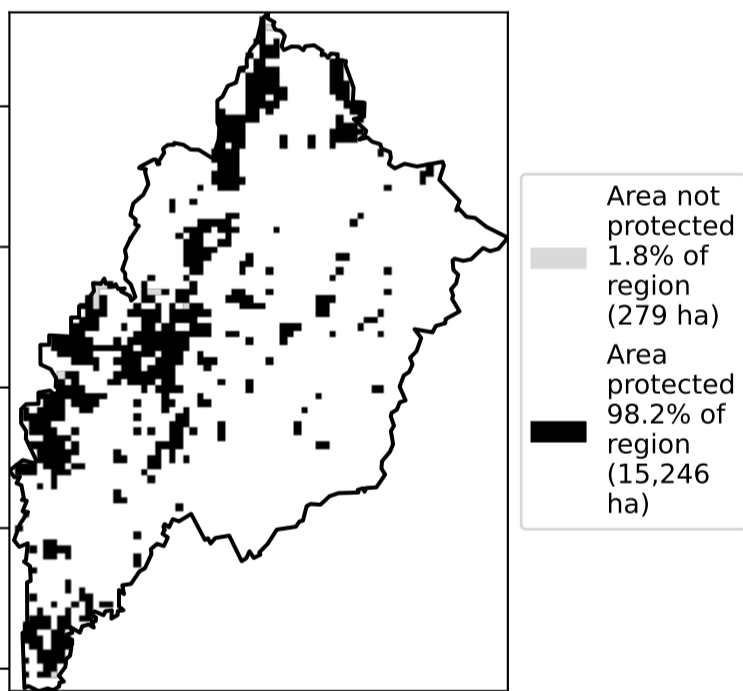 Area not
protected
1.8% of
region
(279 ha)
Area
protected
98.2% of
region
(15,246
ha)